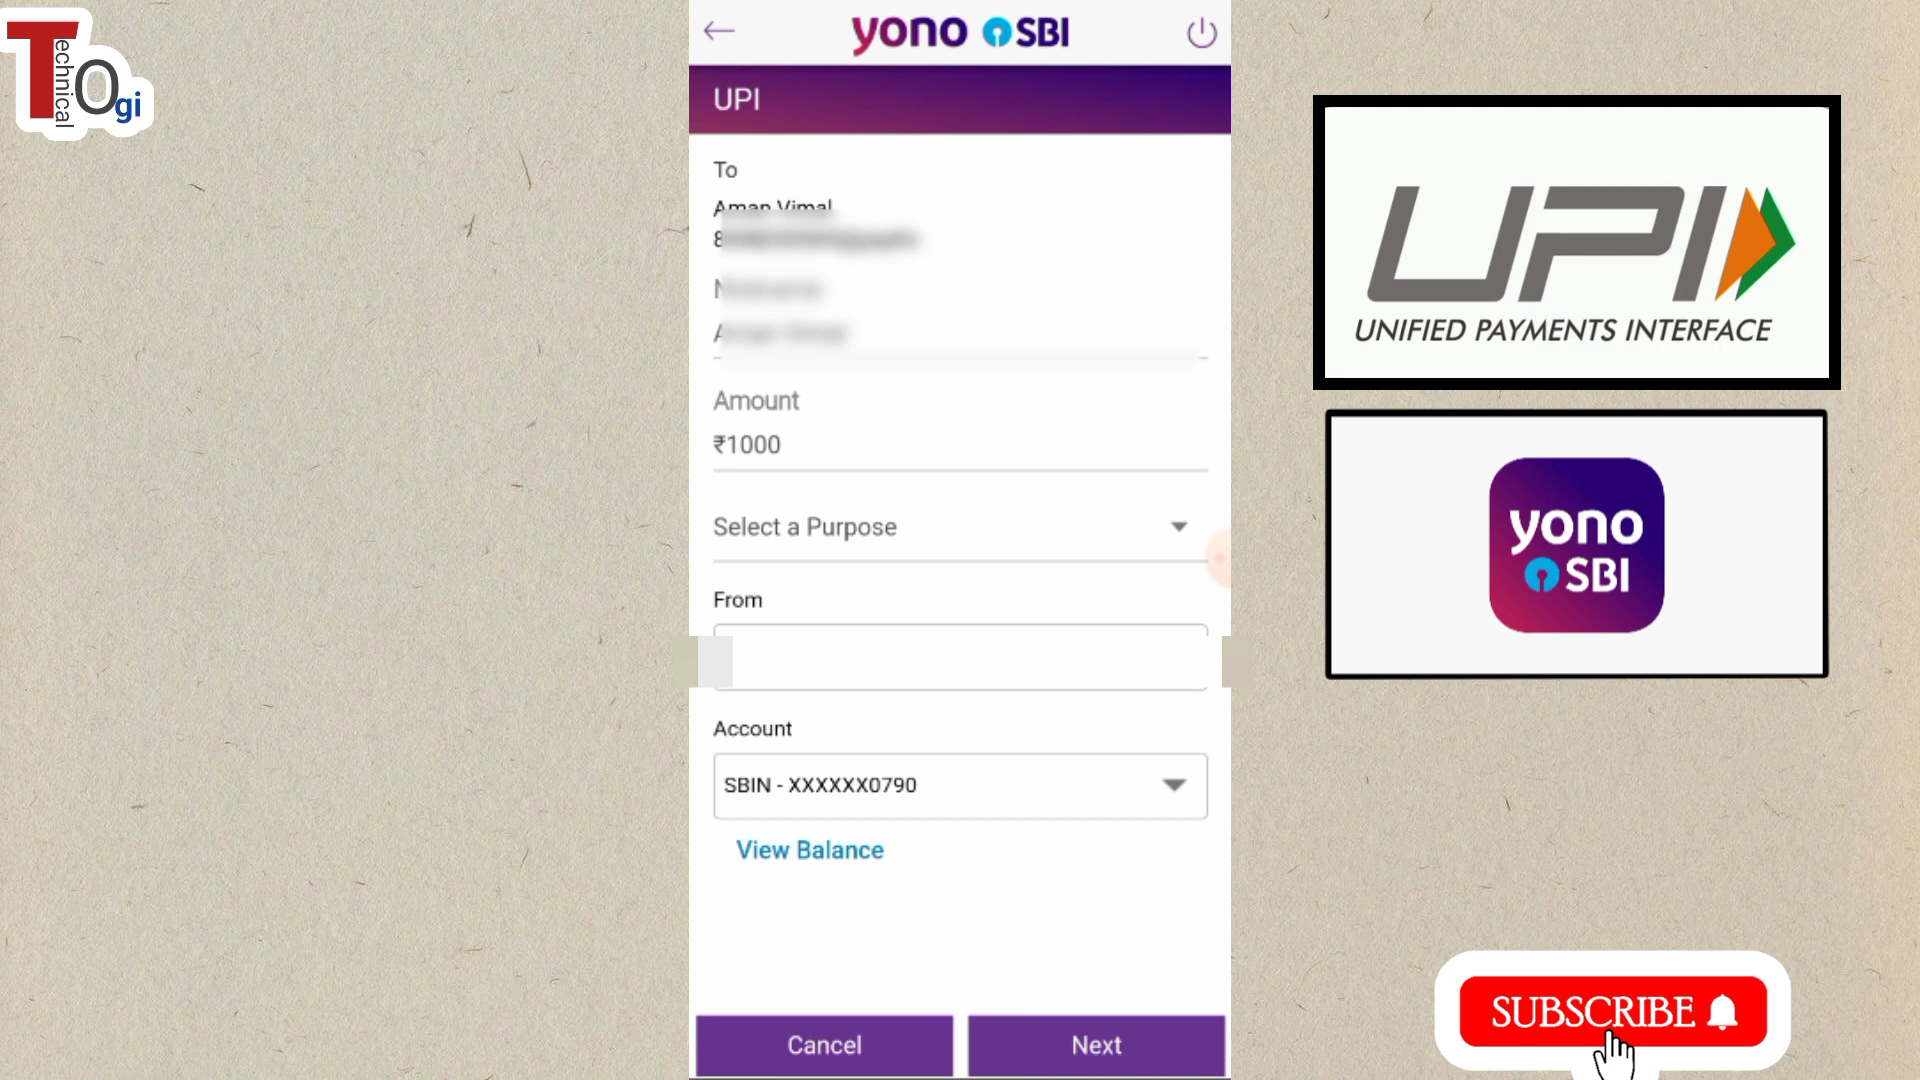 Technical
Ogi
yono SBI
UPI
To
Aman Vimal
Amount
₹1000
Select a Purpose
From
Account
SBIN - XXXXXX0790
View Balance
Cancel
Next
UPI
UNIFIED PAYMENTS INTERFACE
yono
SBI
SUBSCRIBE